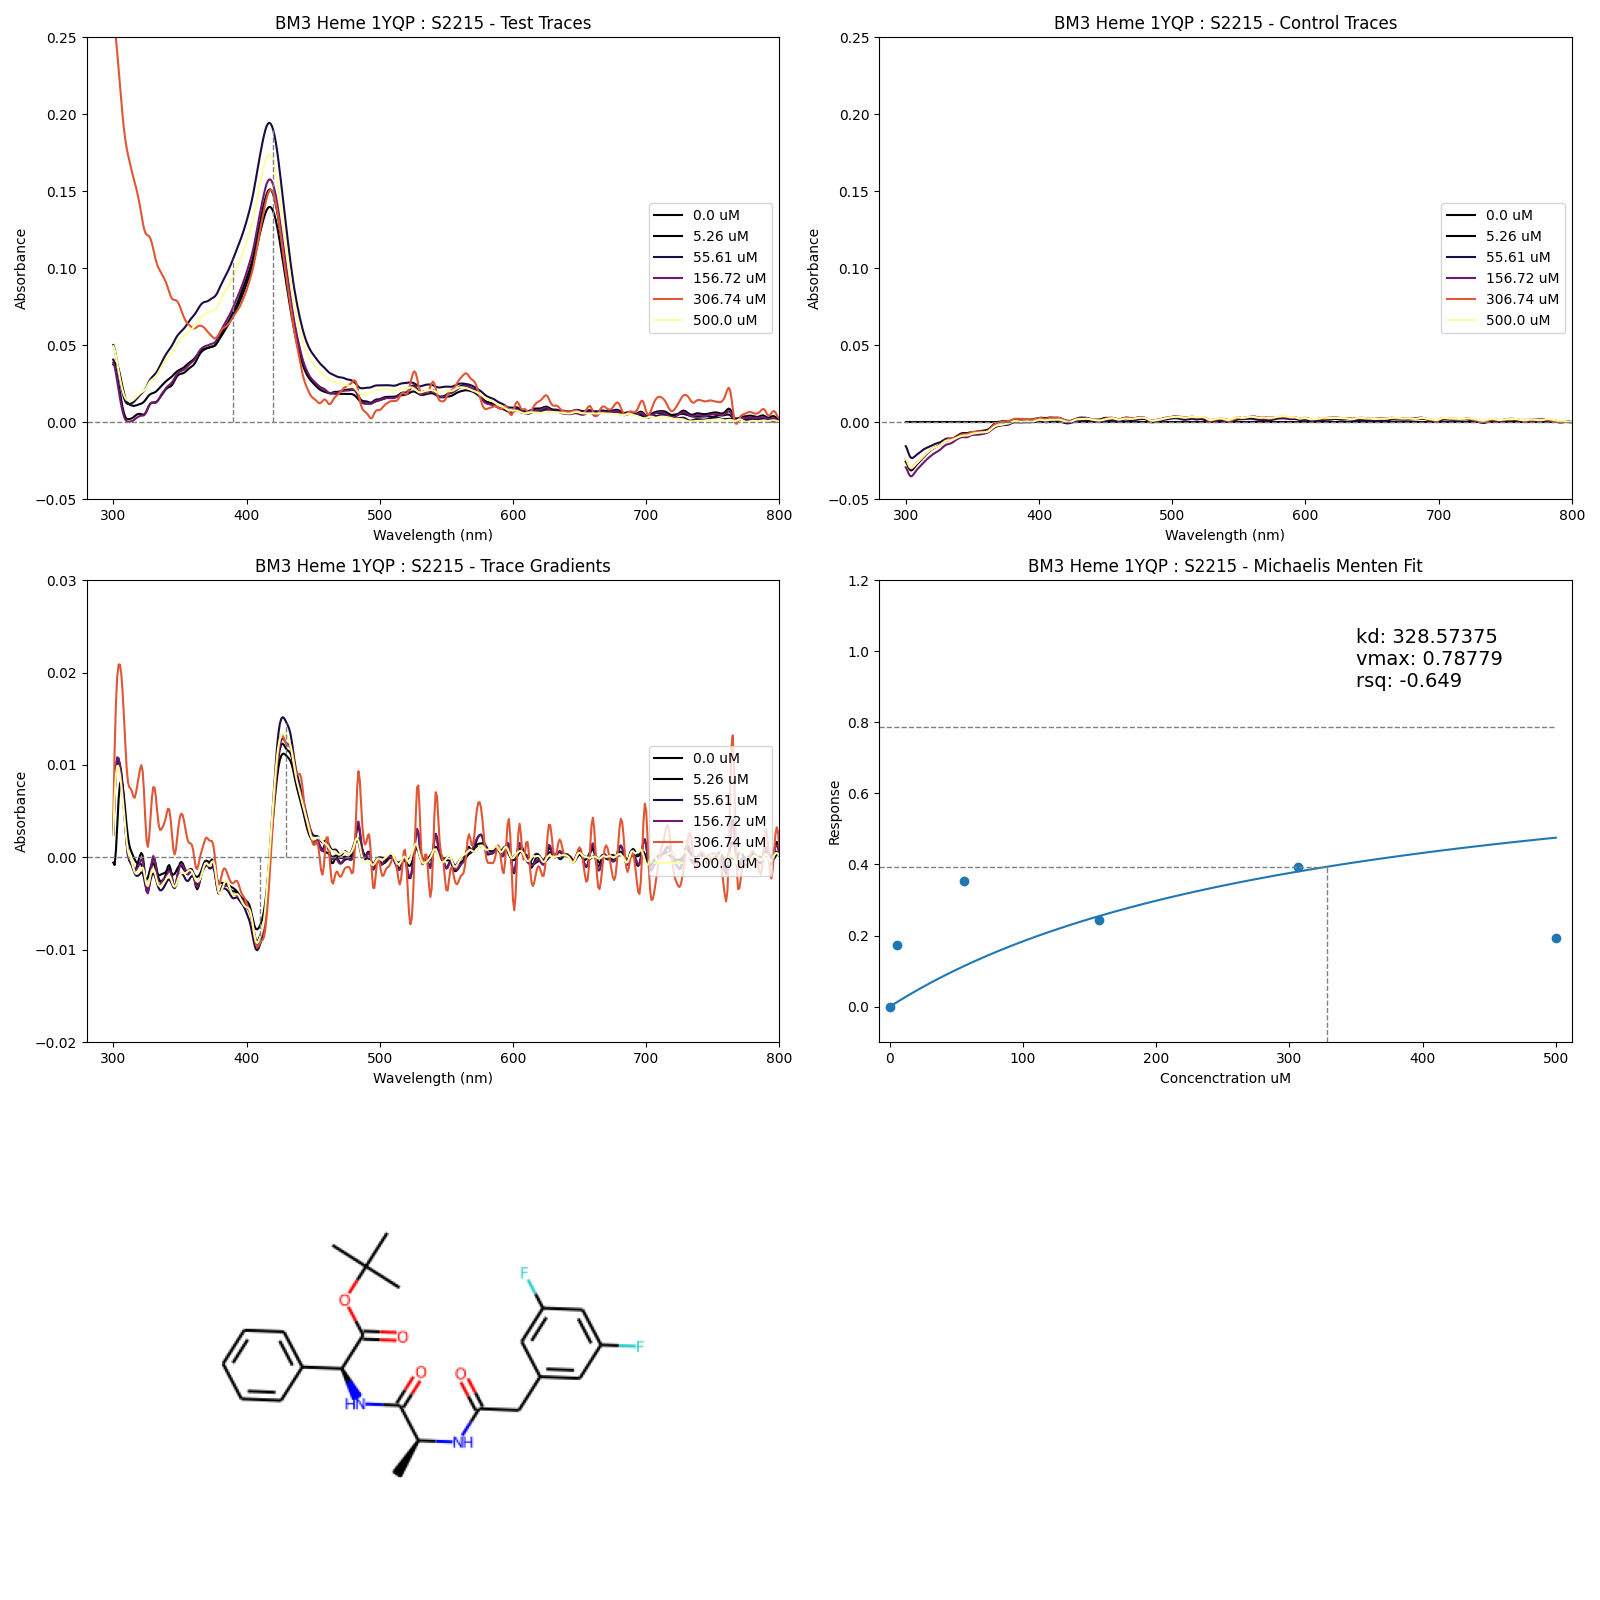 BM3 Heme 1YQP : S2215 - Test Traces
Absorbance
0.25
0.20
0.15
0.10
0.05
0.00
−0.05
300 400 500 600 700 800
Wavelength (nm)
0.0 uM
5.26 uM
55.61 uM
156.72 uM
306.74 uM
500.0 uM
BM3 Heme 1YQP : S2215 - Control Traces
Absorbance
0.25
0.20
0.15
0.10
0.05
0.00
−0.05
300 400 500 600 700 800
Wavelength (nm)
0.0 uM
5.26 uM
55.61 uM
156.72 uM
306.74 uM
500.0 uM
BM3 Heme 1YQP : S2215 - Trace Gradients
Absorbance
0.03
0.02
0.01
0.00
−0.01
−0.02
300 400 500 600 700 800
Wavelength (nm)
0.0 uM
5.26 uM
55.61 uM
156.72 uM
306.74 uM
500.0 uM
BM3 Heme 1YQP : S2215 - Michaelis Menten Fit
Response
1.2
1.0
0.8
0.6
0.4
0.2
0.0
0 100 200 300 400 500
Concenctration uM
kd: 328.57375
vmax: 0.78779
rsq: -0.649
F
O
O
F
O
O
HN
NH